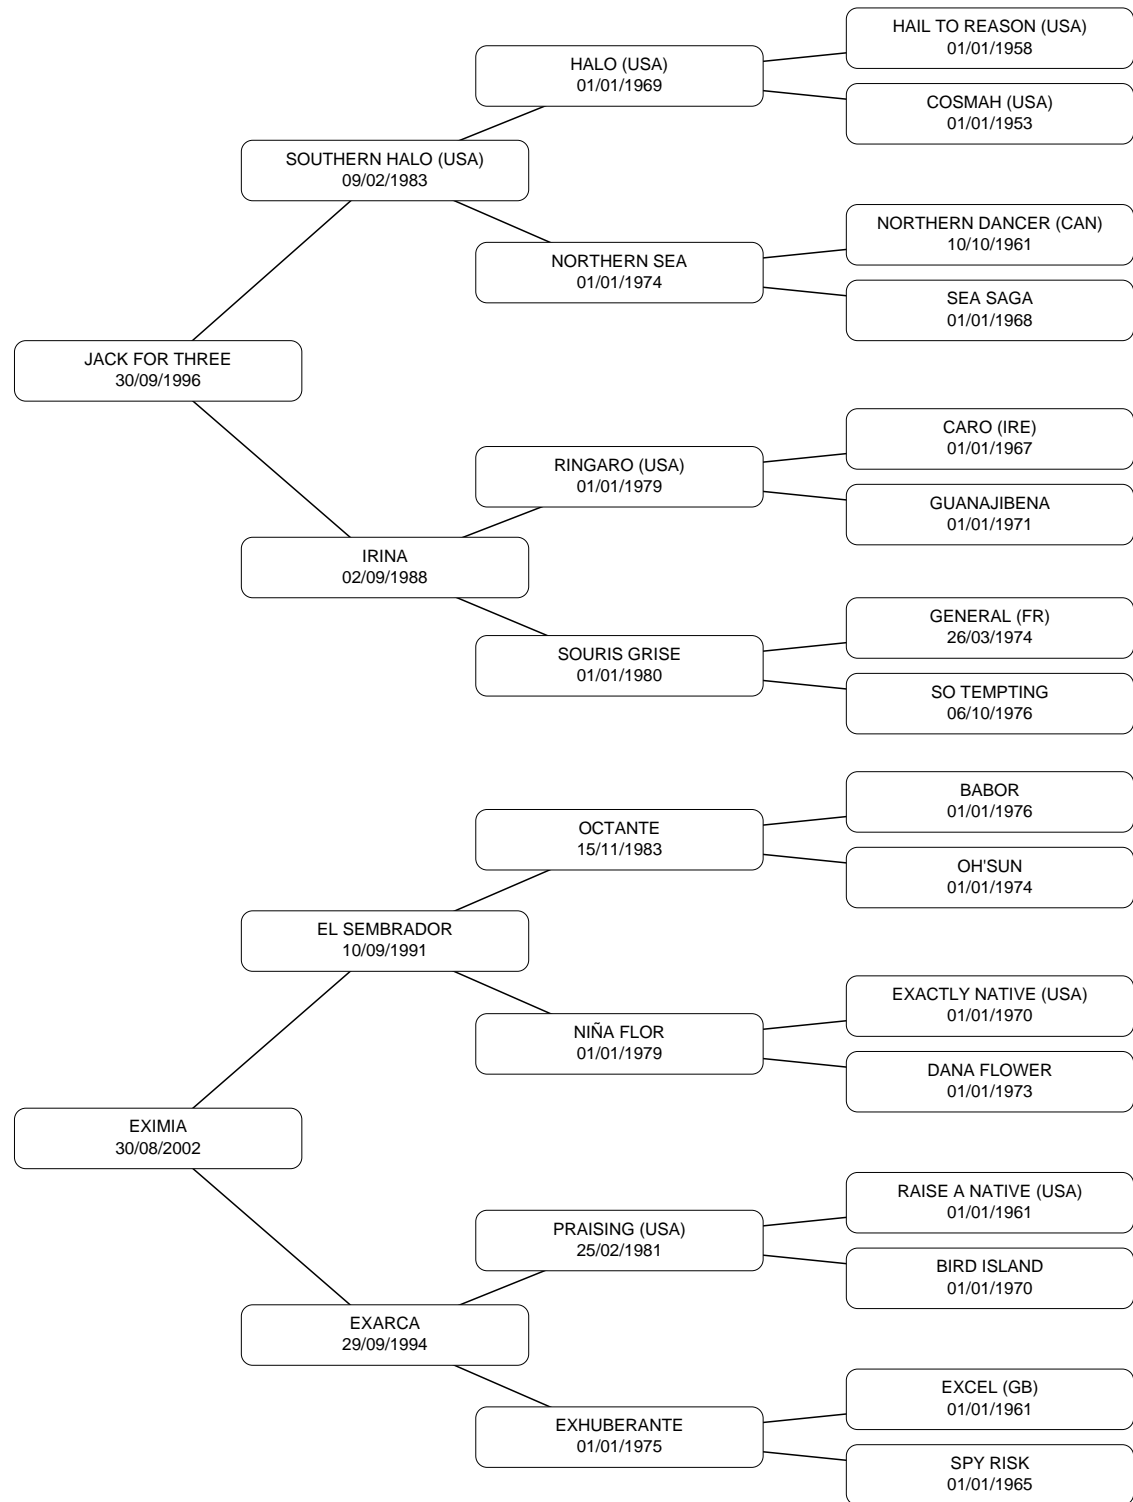 HAIL TO REASON (USA)
01/01/1958
HALO (USA)
01/01/1969
COSMAH (USA)
01/01/1953
SOUTHERN HALO (USA)
09/02/1983
NORTHERN DANCER (CAN)
10/10/1961
NORTHERN SEA
01/01/1974
SEA SAGA
01/01/1968
JACK FOR THREE
30/09/1996
CARO (IRE)
01/01/1967
RINGARO (USA)
01/01/1979
GUANAJIBENA
01/01/1971
IRINA
02/09/1988
GENERAL (FR)
26/03/1974
SOURIS GRISE
01/01/1980
SO TEMPTING
06/10/1976
BABOR
01/01/1976
OCTANTE
15/11/1983
OH'SUN
01/01/1974
EL SEMBRADOR
10/09/1991
EXACTLY NATIVE (USA)
01/01/1970
NIÑA FLOR
01/01/1979
DANA FLOWER
01/01/1973
EXIMIA
30/08/2002
RAISE A NATIVE (USA)
01/01/1961
PRAISING (USA)
25/02/1981
BIRD ISLAND
01/01/1970
EXARCA
29/09/1994
EXCEL (GB)
01/01/1961
EXHUBERANTE
01/01/1975
SPY RISK
01/01/1965